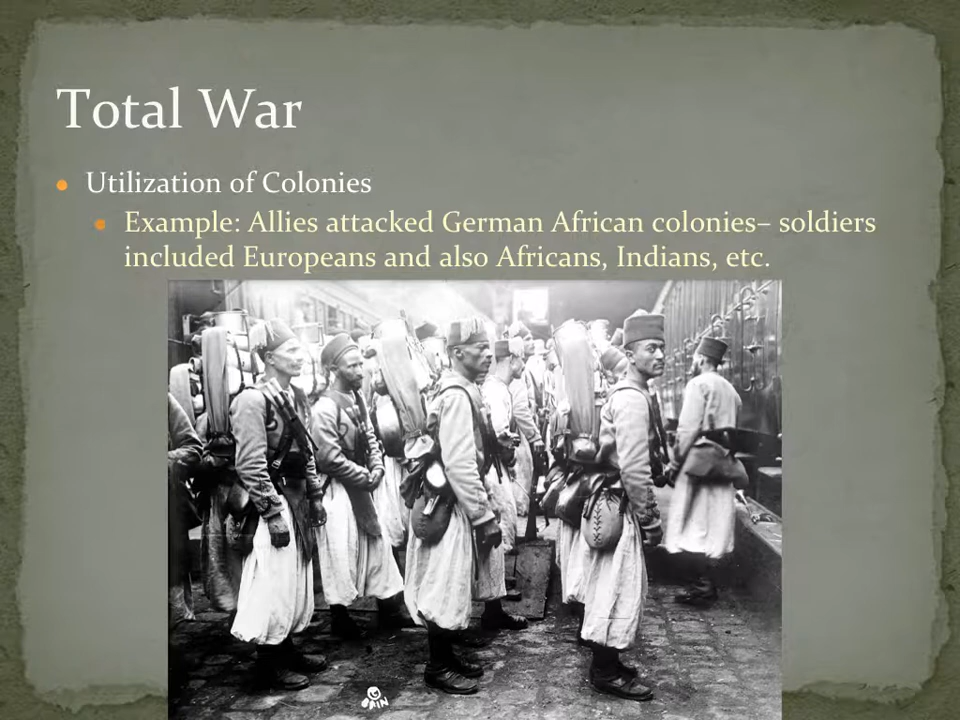 Total War
Utilization of Colonies
Example: Allies attacked German African colonies– soldiers
included Europeans and also Africans, Indians, etc.